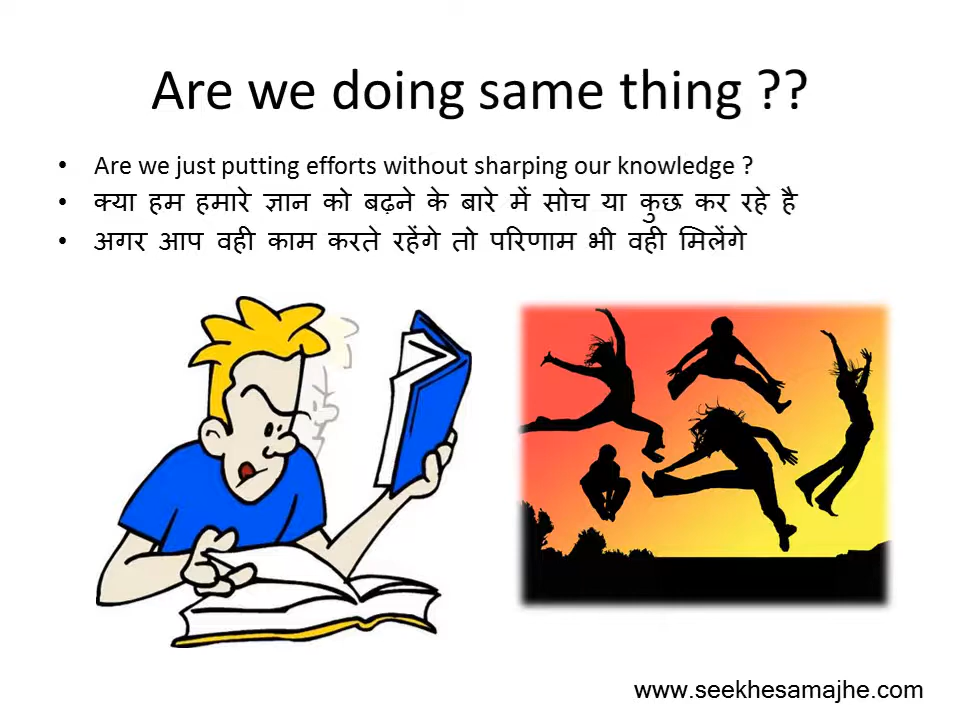 Are we doing same thing ??
• Are we just putting efforts without sharping our knowledge ?
• क्या हम हमारे ज्ञान को बढ़ने के बारे में सोच या कुछ कर रहे है
• अगर आप वही काम करते रहेंगे तो परिणाम भी वही मिलेंगे
www.seekhesamajhe.com